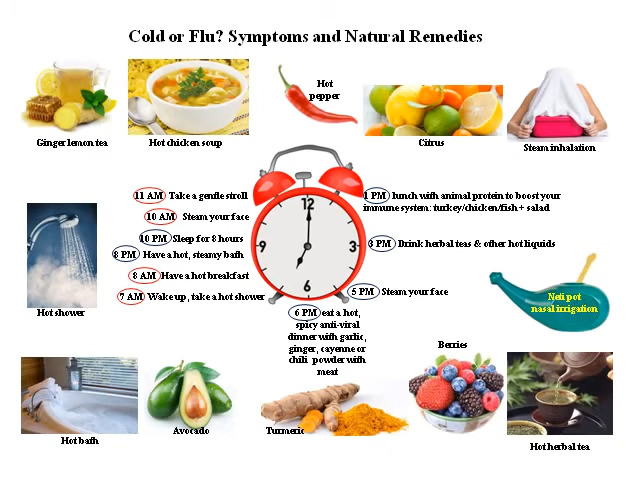 Cold or Flu? Symptoms and Natural Remedies
Hot
pepper
Ginger lemon tea
Hot chicken soup
Citrus
Steam inhalation
11 AM Take a gentle stroll
10 AM Steam your face
10 PM Sleep for 8 hours
8 PM Have a hot, steamy bath
8 AM Have a hot breakfast
7 AM Wake up, take a hot shower
12
3
6
9
1 PM lunch with animal protein to boost your
immune system: turkey/chicken/fish + salad
3 PM Drink herbal teas & other hot liquids
5 PM Steam your face
6 PM eat a hot,
spicy anti-viral
dinner with garlic,
ginger, cayenne or
chili powder with
meat
Hot shower
Neti pot
nasal irrigation
Berries
Hot bath
Avocado
Turmeric
Hot herbal tea